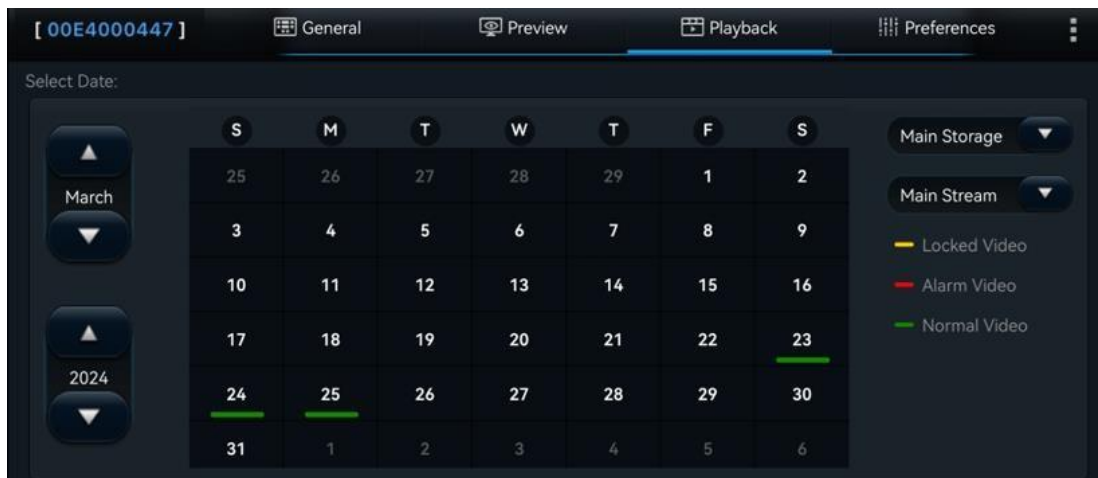 [ 00E4000447 ] General Preview Playback Preferences
Select Date:
S M T W T F S
Main Storage
25 26 27 28 29 1 2
March
Main Stream
3 4 5 6 7 8 9
Locked Video
10 11 12 13 14 15 16
Alarm Video
17 18 19 20 21 22 23
Normal Video
2024
24 25 26 27 28 29 30
31 1 2 3 4 5 6